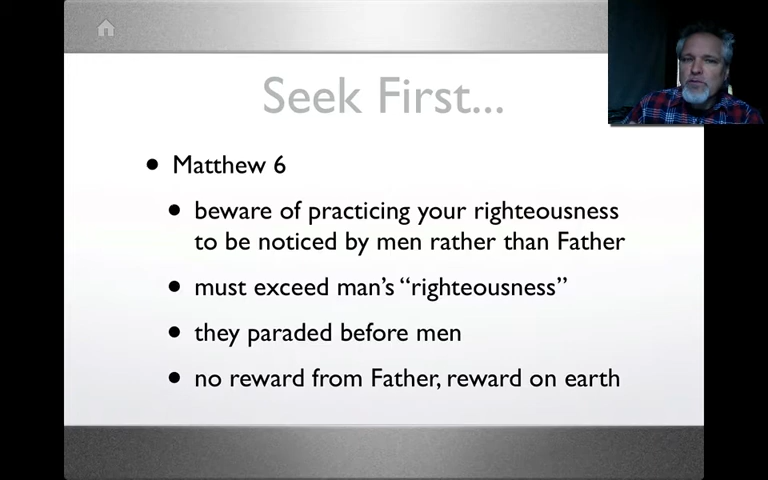 Seek First...
• Matthew 6
• beware of practicing your righteousness
to be noticed by men rather than Father
• must exceed man's “righteousness”
• they paraded before men
• no reward from Father, reward on earth